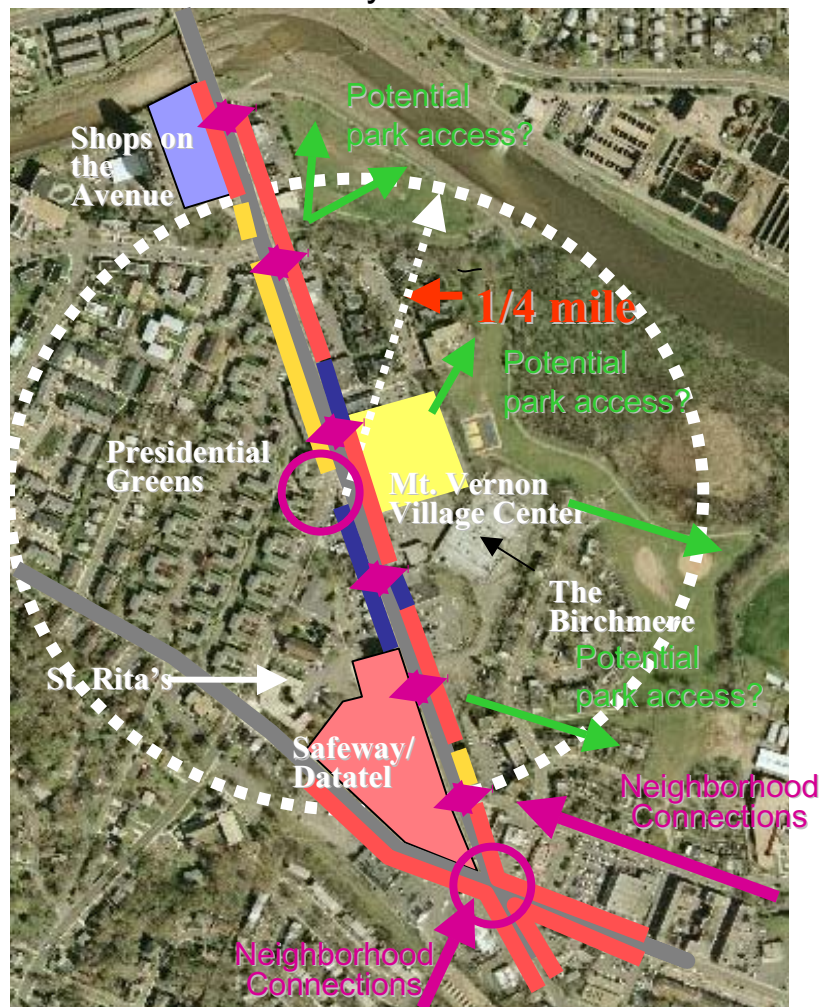 Potential
park access?
Shops on
the
Avenue
1/4 mile
Potential
park access?
Presidential
Greens
Mt. Vernon
Village Center
The
Birchmere
Potential
park access?
St. Rita's
Safeway/
Datatel
Neighborhood
Connections
Neighborhood
Connections